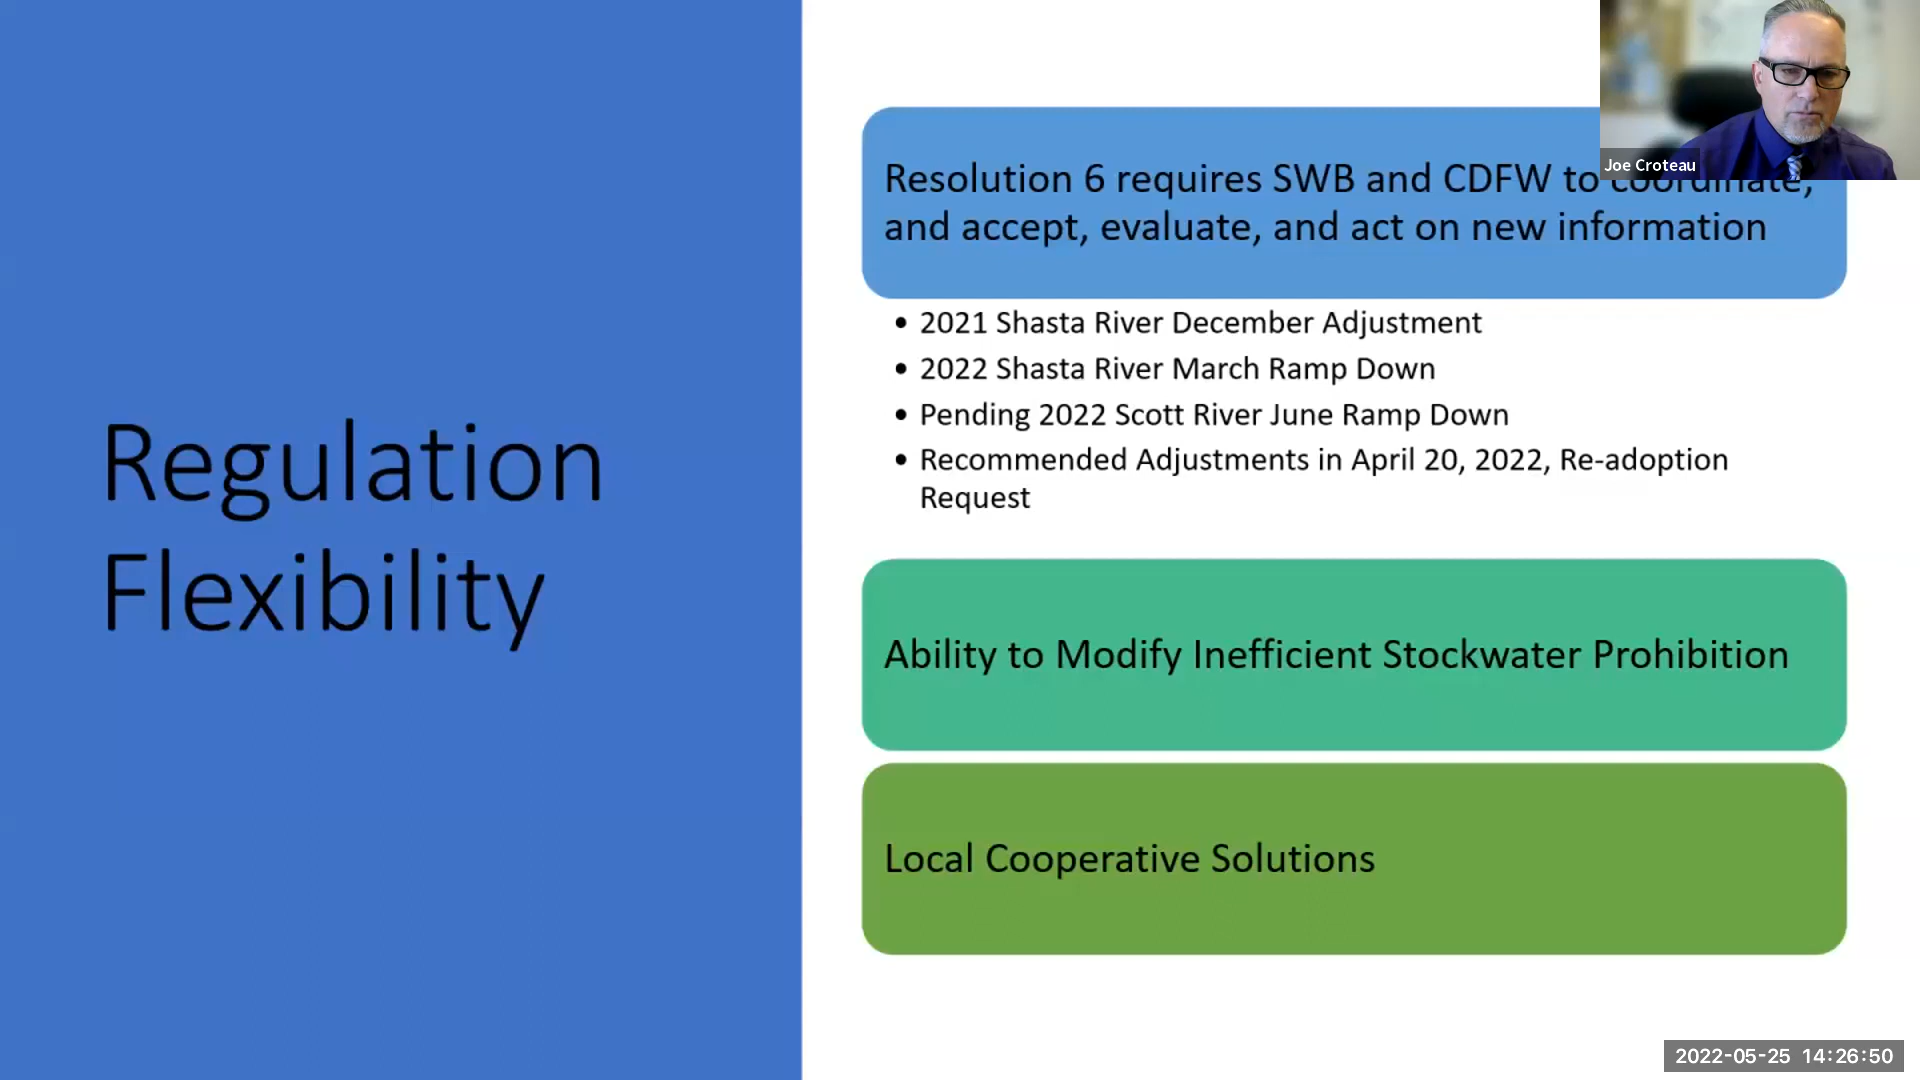 Regulation
Flexibility
Resolution 6 requires SWB and CDFW to coordinate,
and accept, evaluate, and act on new information
• 2021 Shasta River December Adjustment
• 2022 Shasta River March Ramp Down
• Pending 2022 Scott River June Ramp Down
• Recommended Adjustments in April 20, 2022, Re-adoption
Request
Ability to Modify Inefficient Stockwater Prohibition
Local Cooperative Solutions
Joe Croteau
2022-05-25 14:26:50